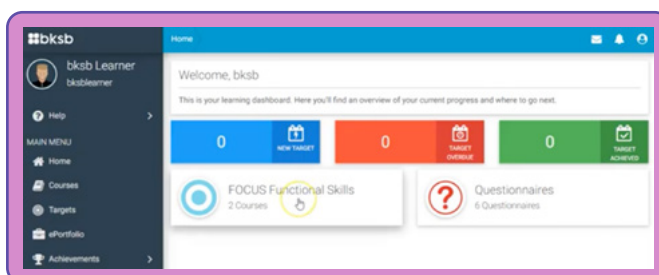 bksb
Home
bksb Learner
bksblearner
Help
MAIN MENU
Home
Courses
Targets
ePortfolio
Achievements
Welcome, bksb
This is your learning dashboard. Here you'll find an overview of your current progress and where to go next.
0
NEW TARGET
0
TARGET
OVERDUE
0
TARGET
ACHIEVED
FOCUS Functional Skills
2 Courses
Questionnaires
6 Questionnaires